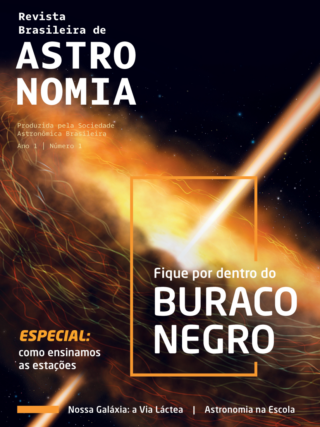 Revista
Brasileira de
ASTRO
NOMIA
Produzida pela Sociedade
Astronômica Brasileira
Ano 1 | Número 1
Fique por dentro do
BURACO
NEGRO
ESPECIAL:
como ensinamos
as estações
Nossa Galáxia: a Via Láctea | Astronomia na Escola